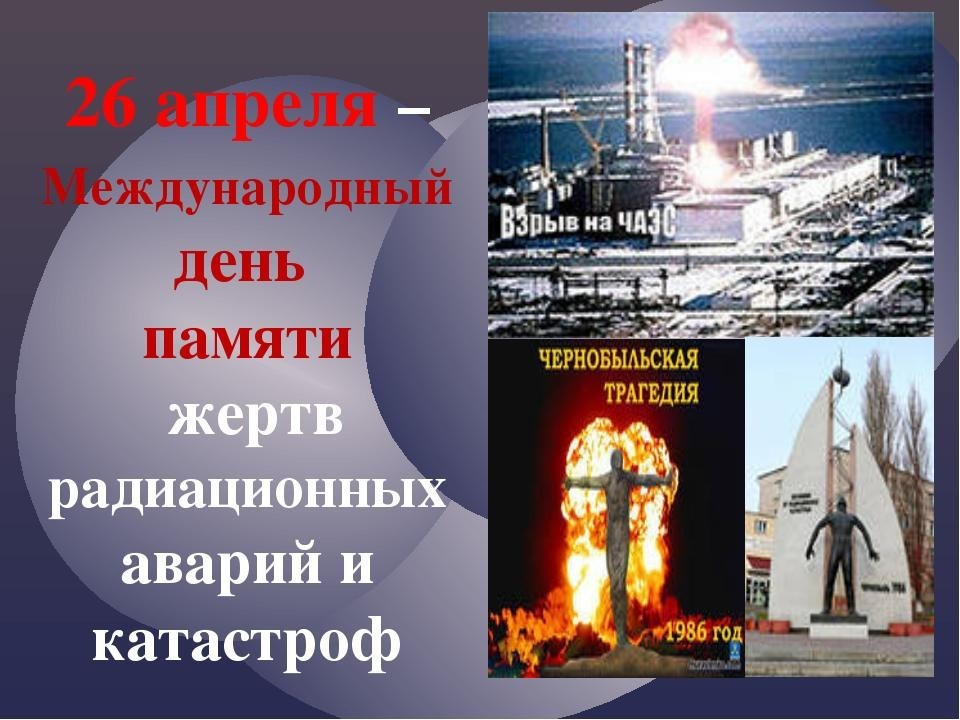 26 апреля –
Международный
день
памяти
жертв
радиационных
аварий и
катастроф
Взрыв на ЧАЭС
ЧЕРНОБЫЛЬСКАЯ
ТРАГЕДИЯ
1986 год